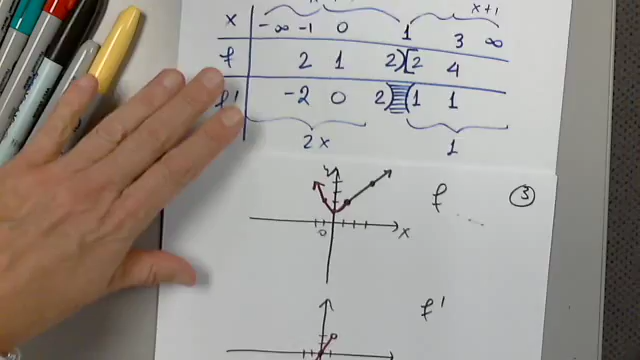 x+1
x -∞ -1 0 1 3 ∞
f 2 1 2)[2 4
f' -2 0 2) (1 1
2x 1
y
f ③
0 x
f'